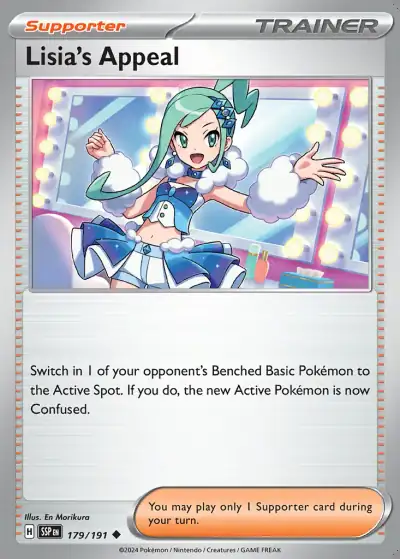 Supporter
TRAINER
Lisia's Appeal
Switch in 1 of your opponent's Benched Basic Pokémon to
the Active Spot. If you do, the new Active Pokémon is now
Confused.
Illus. En Morikura
H SSP EN 179/191 ◆
You may play only 1 Supporter card during
your turn.
©2024 Pokémon / Nintendo / Creatures / GAME FREAK